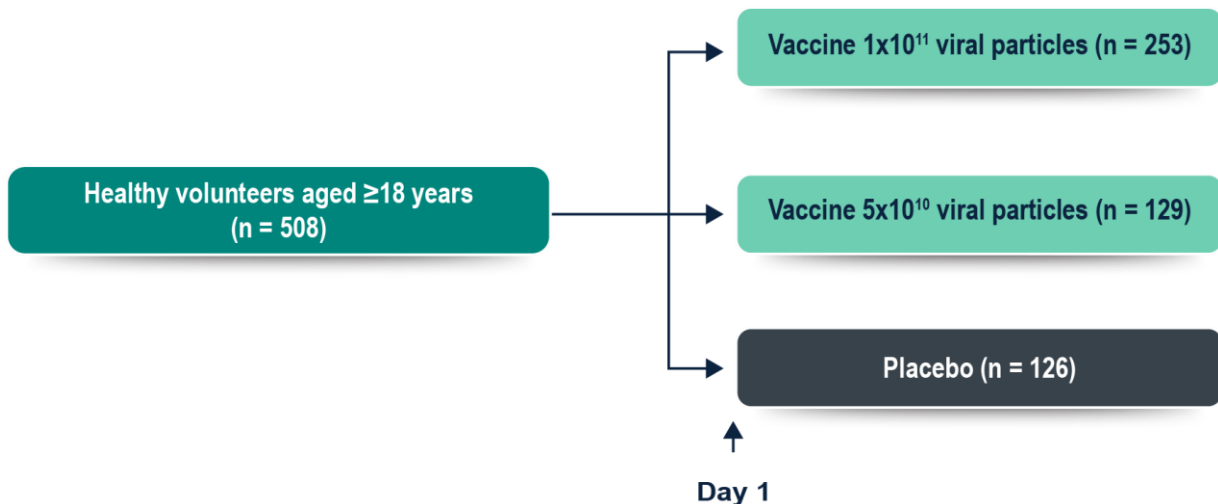 Vaccine 1x10¹¹ viral particles (n = 253)
Healthy volunteers aged ≥18 years
(n = 508)
Vaccine 5x10¹⁰ viral particles (n = 129)
Placebo (n = 126)
Day 1